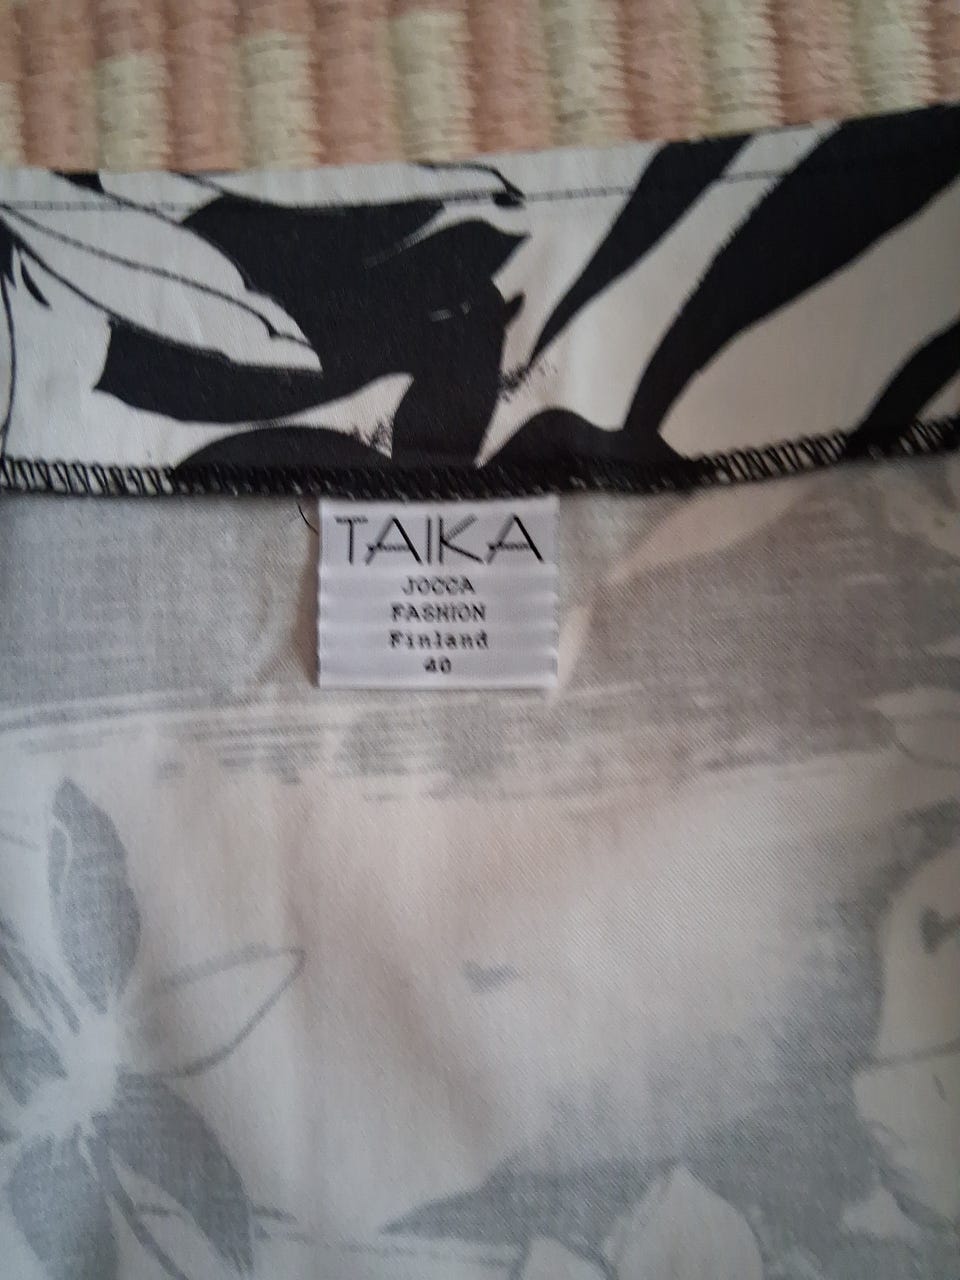 TAIKA
JOCCA
FASHION
Finland
40